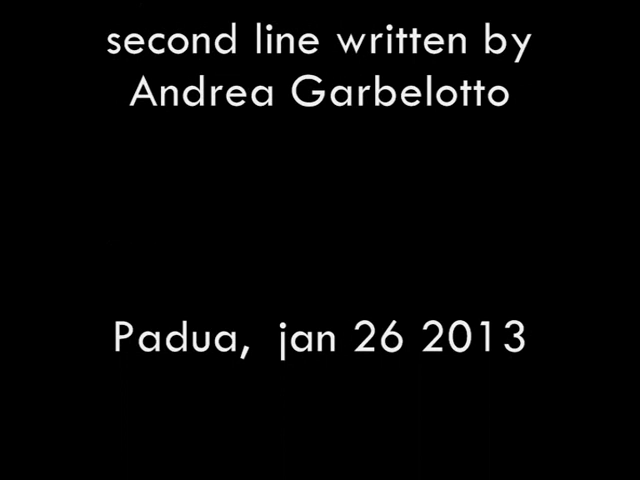 second line written by
Andrea Garbelotto
Padua, jan 26 2013